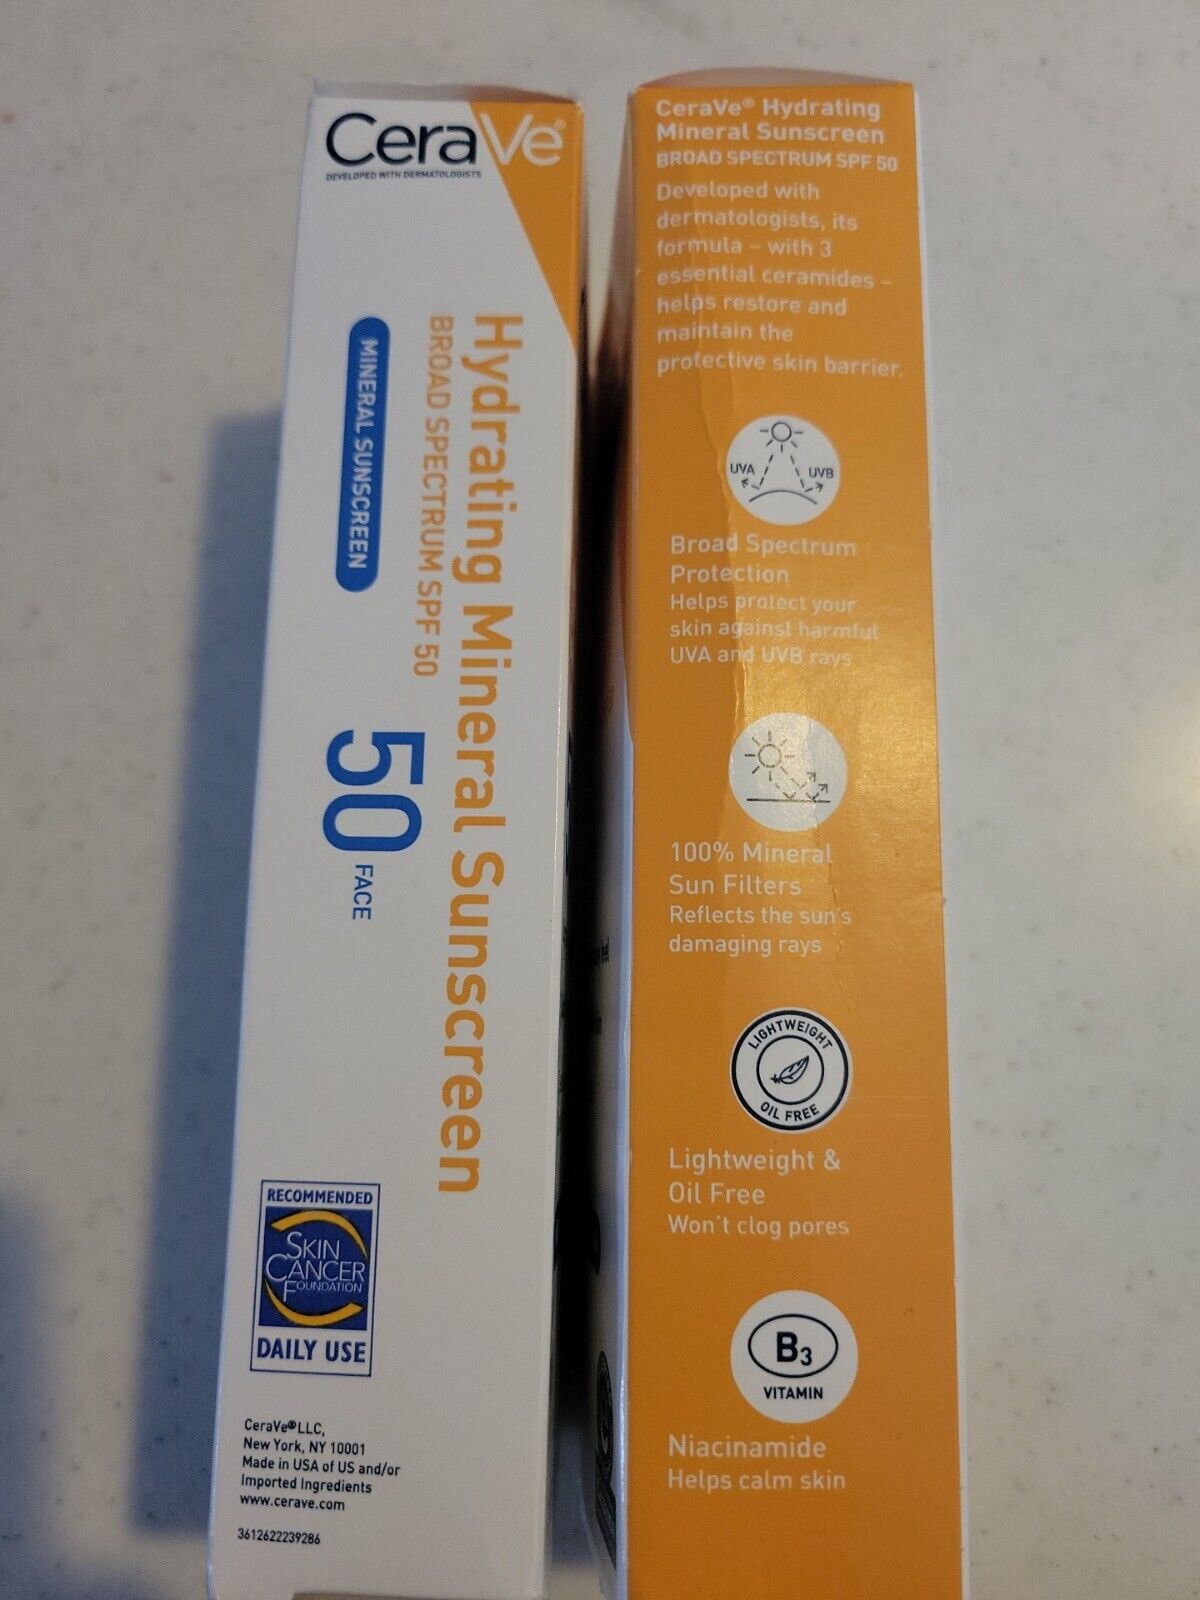 CeraVe®
DEVELOPED WITH DERMATOLOGISTS
Hydrating Mineral Sunscreen
BROAD SPECTRUM SPF 50
MINERAL SUNSCREEN
50 FACE
RECOMMENDED
SKIN
CANCER
FOUNDATION
DAILY USE
CeraVe® LLC,
New York, NY 10001
Made in USA of US and/or
Imported Ingredients
www.cerave.com
3612622239286
CeraVe® Hydrating
Mineral Sunscreen
BROAD SPECTRUM SPF 50
Developed with
dermatologists, its
formula – with 3
essential ceramides –
helps restore and
maintain the
protective skin barrier.
UVA UVB
Broad Spectrum
Protection
Helps protect your
skin against harmful
UVA and UVB rays
100% Mineral
Sun Filters
Reflects the sun's
damaging rays
LIGHTWEIGHT
OIL FREE
Lightweight &
Oil Free
Won't clog pores
B3
VITAMIN
Niacinamide
Helps calm skin